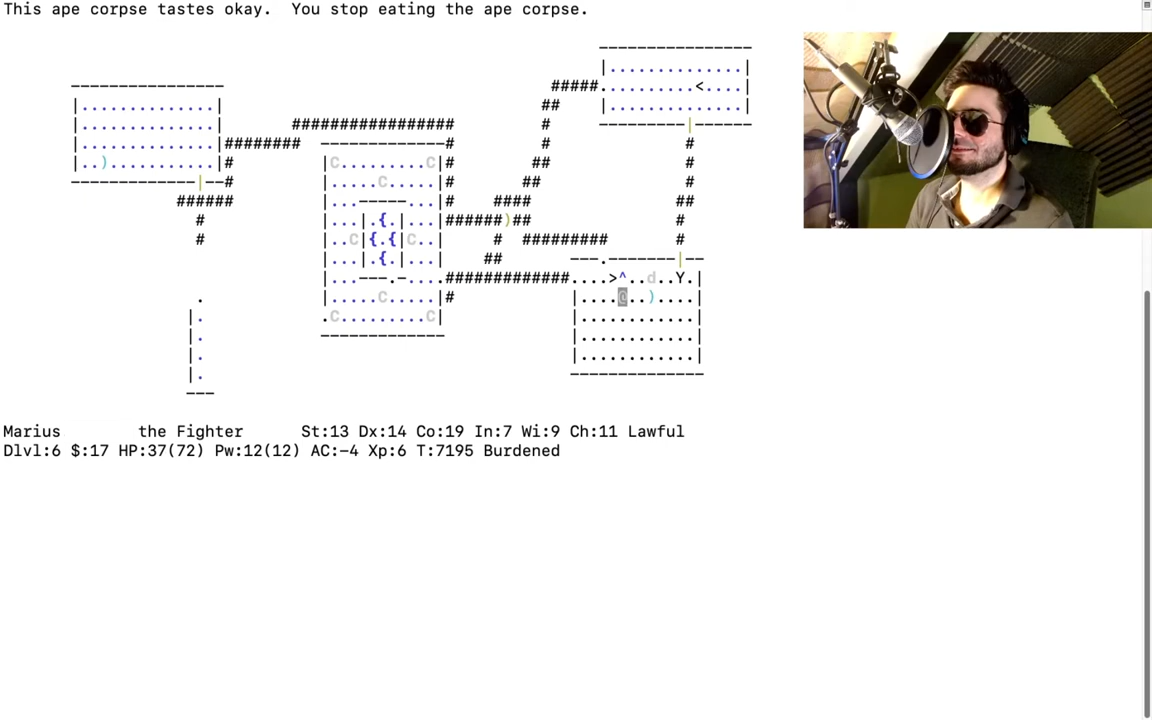 This ape corpse tastes okay.  You stop eating the ape corpse.
Marius         the Fighter      St:13 Dx:14 Co:19 In:7 Wi:9 Ch:11 Lawful
Dlvl:6 $:17 HP:37(72) Pw:12(12) AC:-4 Xp:6 T:7195 Burdened